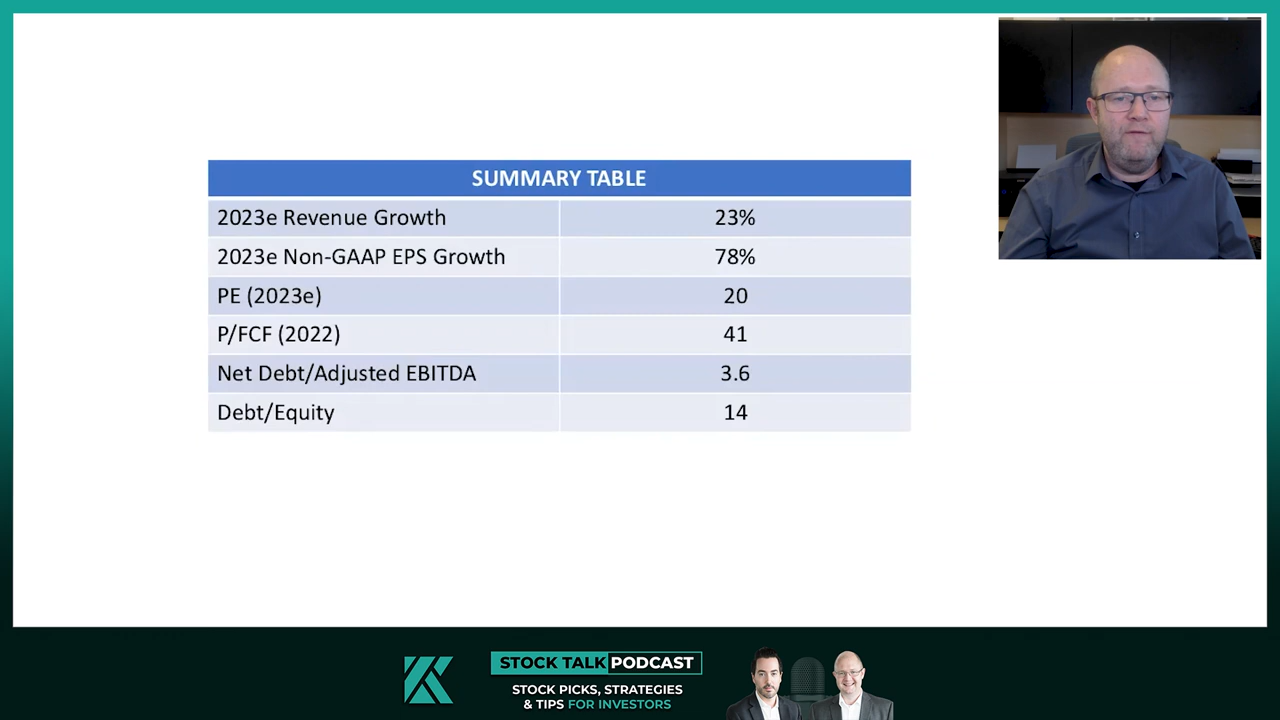 SUMMARY TABLE
2023e Revenue Growth 23%
2023e Non-GAAP EPS Growth 78%
PE (2023e) 20
P/FCF (2022) 41
Net Debt/Adjusted EBITDA 3.6
Debt/Equity 14
STOCK TALK PODCAST
STOCK PICKS, STRATEGIES
& TIPS FOR INVESTORS